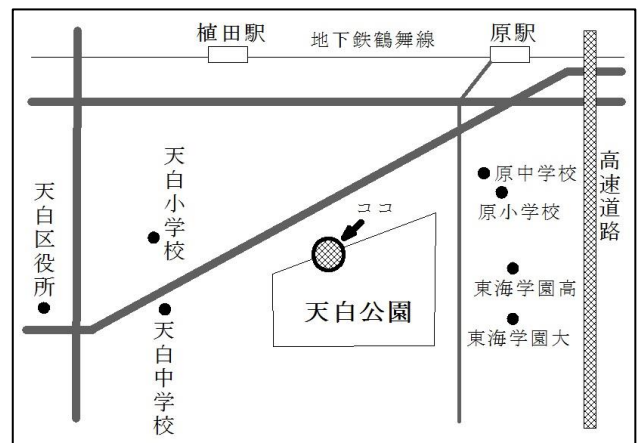 植田駅
地下鉄鶴舞線
原駅
高速道路
天白小学校
天白区役所
ココ
原中学校
原小学校
東海学園高
天白公園
東海学園大
天白中学校